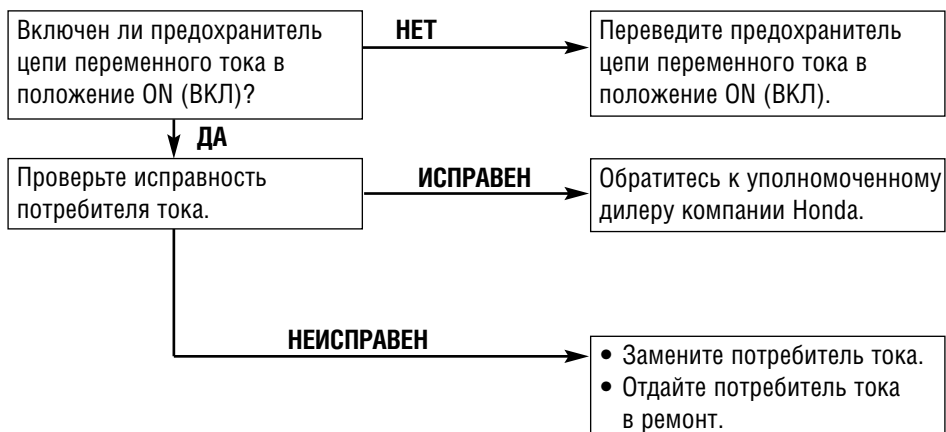 Включен ли предохранитель
цепи переменного тока в
положение ON (ВКЛ)?
НЕТ
Переведите предохранитель
цепи переменного тока в
положение ON (ВКЛ).
ДА
Проверьте исправность
потребителя тока.
ИСПРАВЕН
Обратитесь к уполномоченному
дилеру компании Honda.
НЕИСПРАВЕН
• Замените потребитель тока.
• Отдайте потребитель тока
в ремонт.